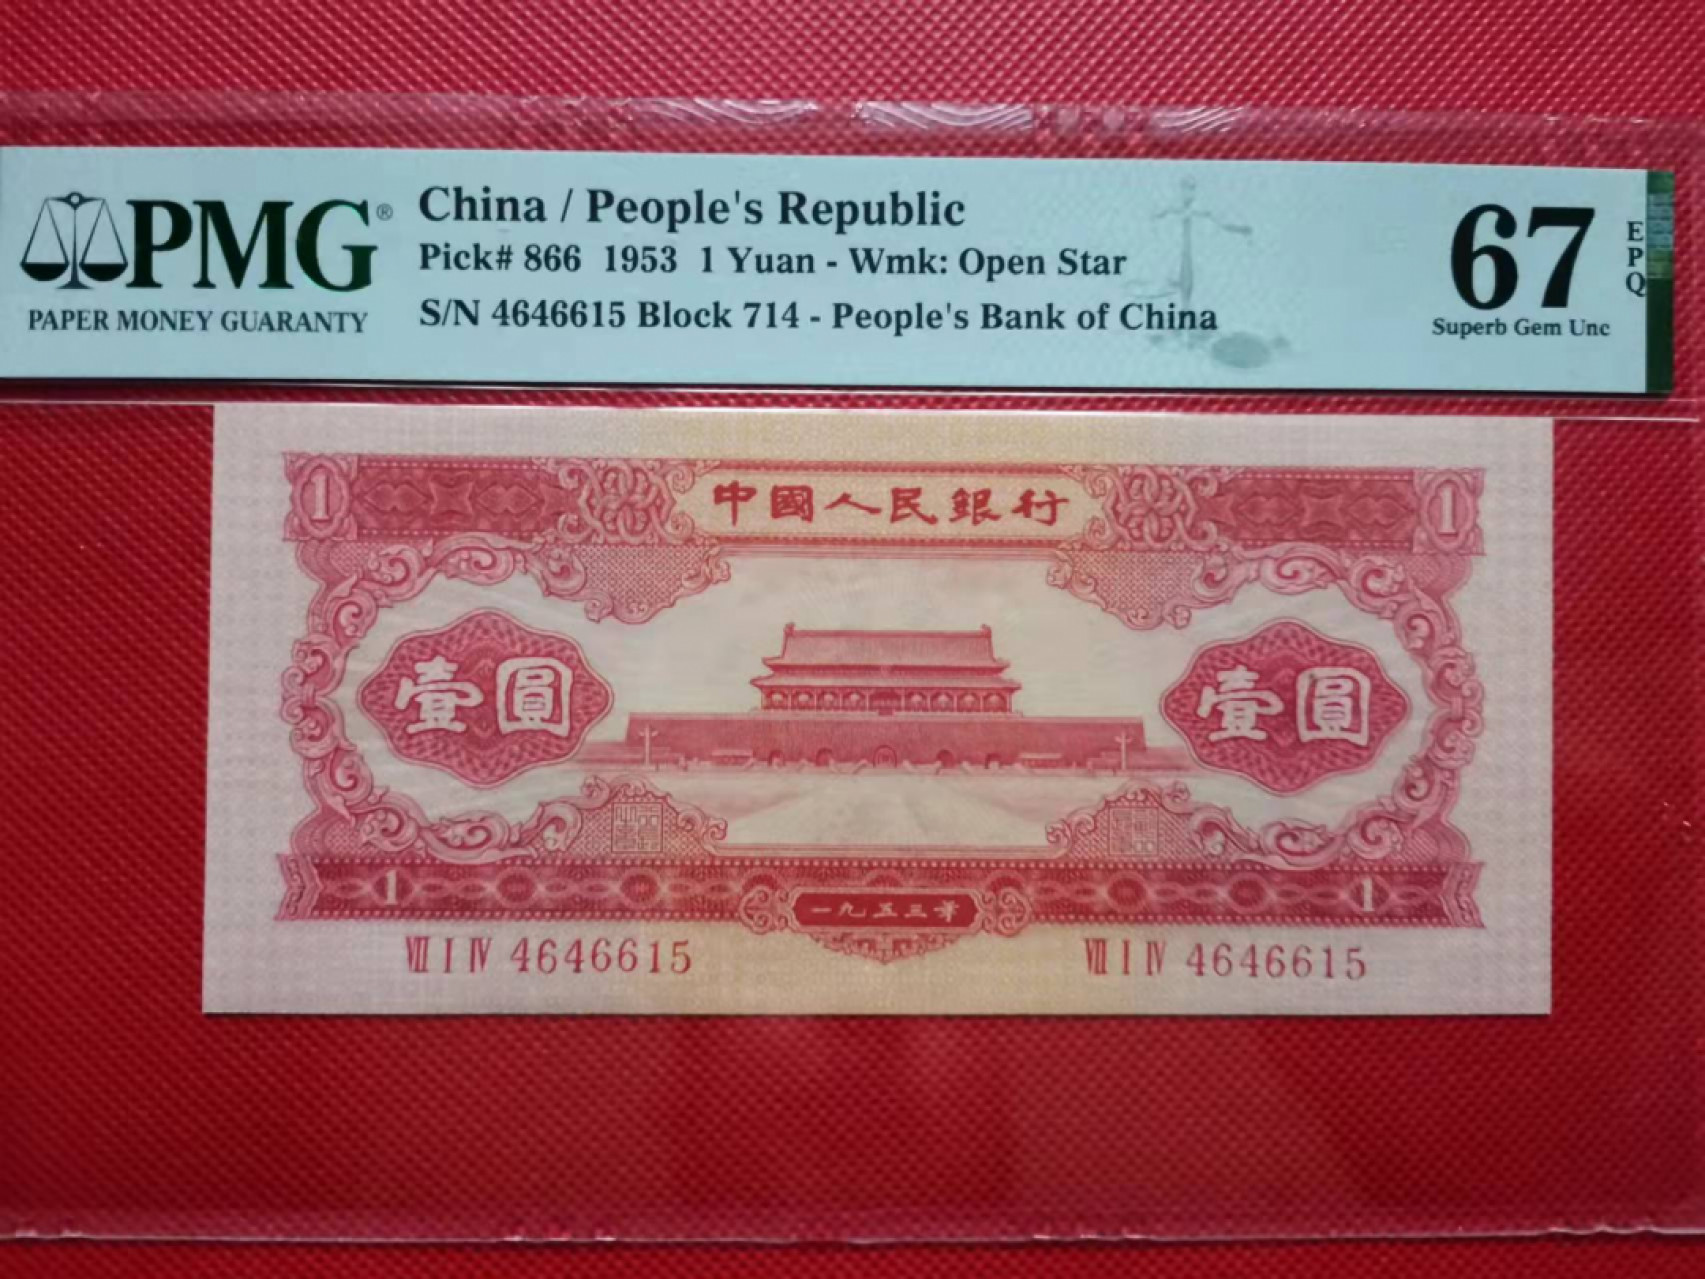 PMG®
PAPER MONEY GUARANTY
China / People's Republic
Pick# 866 1953 1 Yuan - Wmk: Open Star
S/N 4646615 Block 714 - People's Bank of China
67
EPQ
Superb Gem Unc
1 中國人民銀行 1
壹圓 壹圓
1 一九五三年 1
VII I IV 4646615 VII I IV 4646615